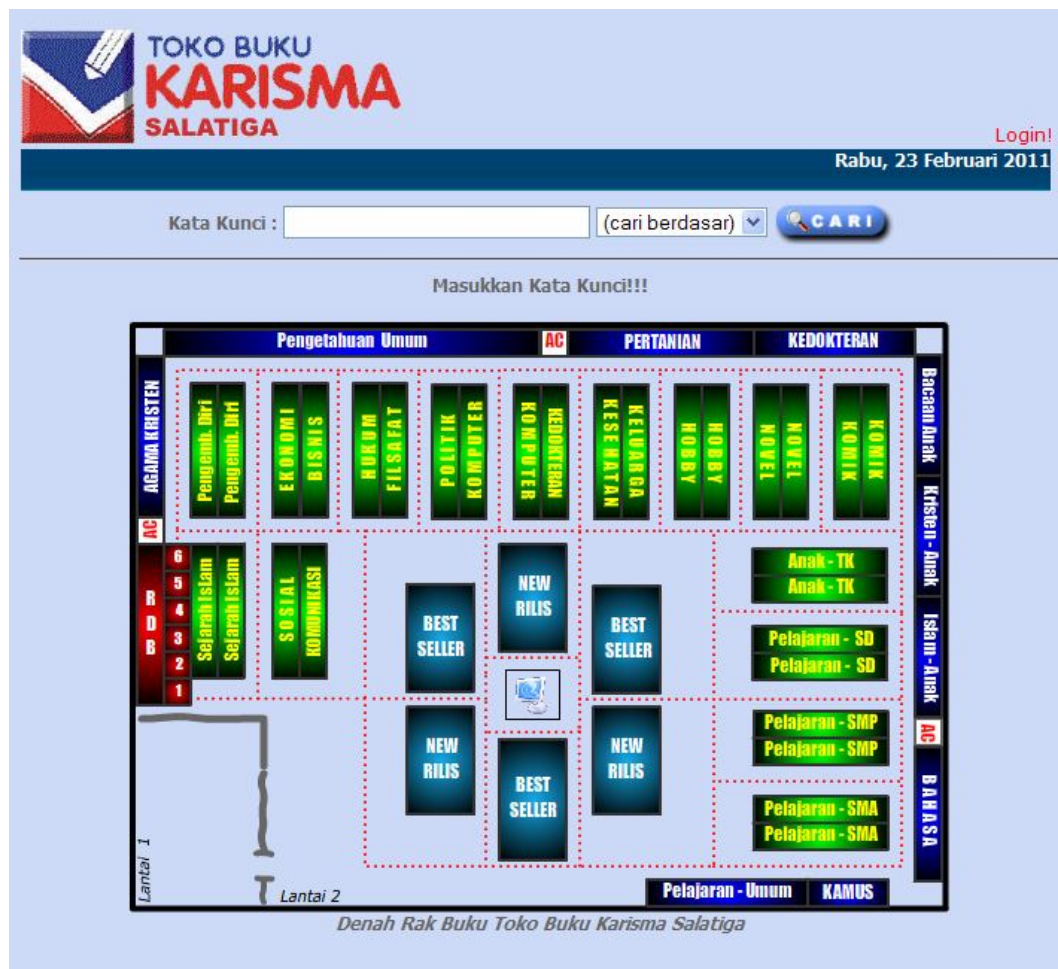 TOKO BUKU
KARISMA
SALATIGA
Login!
Rabu, 23 Februari 2011
Kata Kunci :
(cari berdasar)
CARI
Masukkan Kata Kunci!!!
Pengetahuan Umum
AC
PERTANIAN
KEDOKTERAN
AGAMA KRISTEN
AC
R D B
6
5
4
3
2
1
Pengemb. Diri
Pengemb. Diri
EKONOMI
BISNIS
HUKUM
FILSAFAT
POLITIK
KOMPUTER
KOMPUTER
KEDOKTERAN
KESEHATAN
KELUARGA
HOBBY
HOBBY
NOVEL
NOVEL
KOMIK
KOMIK
Bacaan Anak
Kristen - Anak
Islam - Anak
AC
BAHASA
Sejarah Islam
Sejarah Islam
SOSIAL
KOMUNIKASI
BEST
SELLER
NEW
RILIS
BEST
SELLER
NEW
RILIS
BEST
SELLER
NEW
RILIS
Anak - TK
Anak - TK
Pelajaran - SD
Pelajaran - SD
Pelajaran - SMP
Pelajaran - SMP
Pelajaran - SMA
Pelajaran - SMA
Lantai 1
Lantai 2
Pelajaran - Umum
KAMUS
Denah Rak Buku Toko Buku Karisma Salatiga